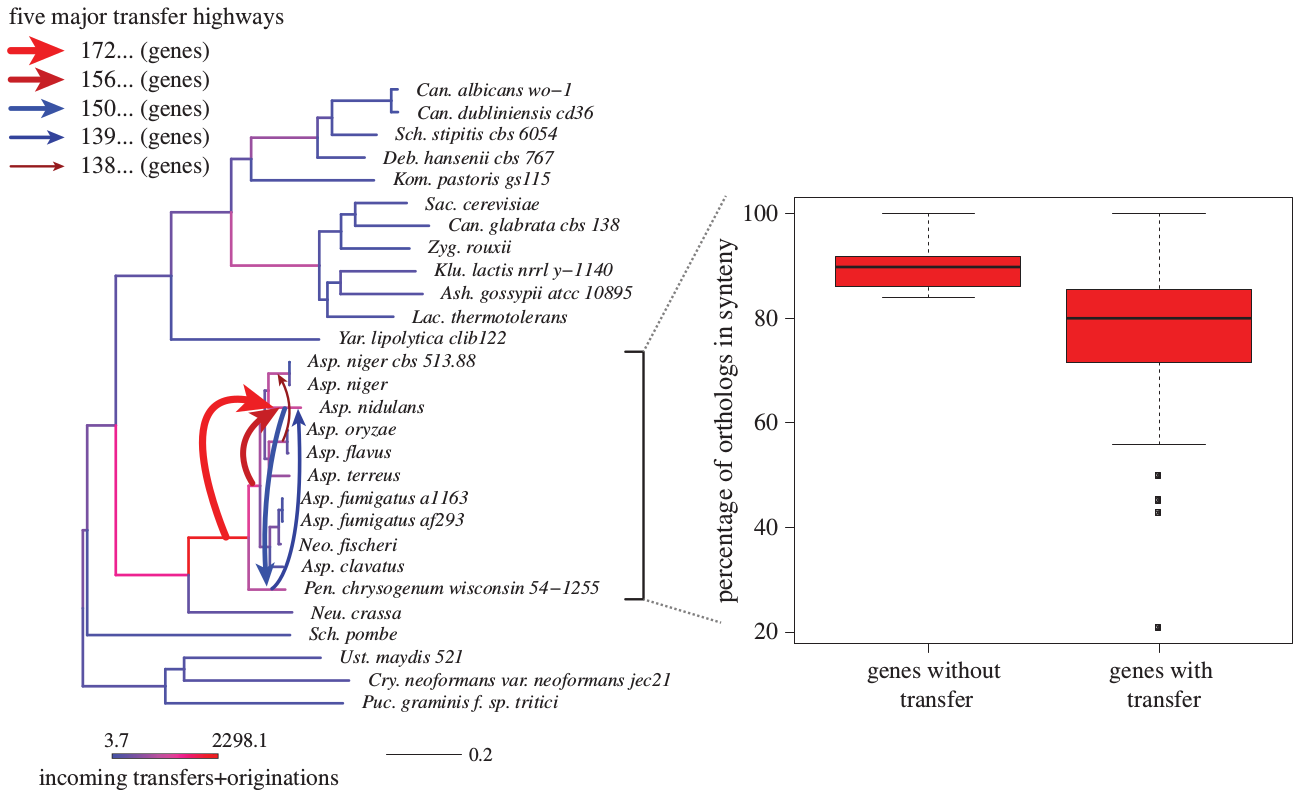 five major transfer highways
172... (genes)
156... (genes)
150... (genes)
139... (genes)
138... (genes)
Can. albicans wo−1
Can. dubliniensis cd36
Sch. stipitis cbs 6054
Deb. hansenii cbs 767
Kom. pastoris gs115
Sac. cerevisiae
Can. glabrata cbs 138
Zyg. rouxii
Klu. lactis nrrl y−1140
Ash. gossypii atcc 10895
Lac. thermotolerans
Yar. lipolytica clib122
Asp. niger cbs 513.88
Asp. niger
Asp. nidulans
Asp. oryzae
Asp. flavus
Asp. terreus
Asp. fumigatus a1163
Asp. fumigatus af293
Neo. fischeri
Asp. clavatus
Pen. chrysogenum wisconsin 54−1255
Neu. crassa
Sch. pombe
Ust. maydis 521
Cry. neoformans var. neoformans jec21
Puc. graminis f. sp. tritici
3.7 2298.1
incoming transfers+originations
0.2
percentage of orthologs in synteny
100
80
60
40
20
genes without
transfer
genes with
transfer